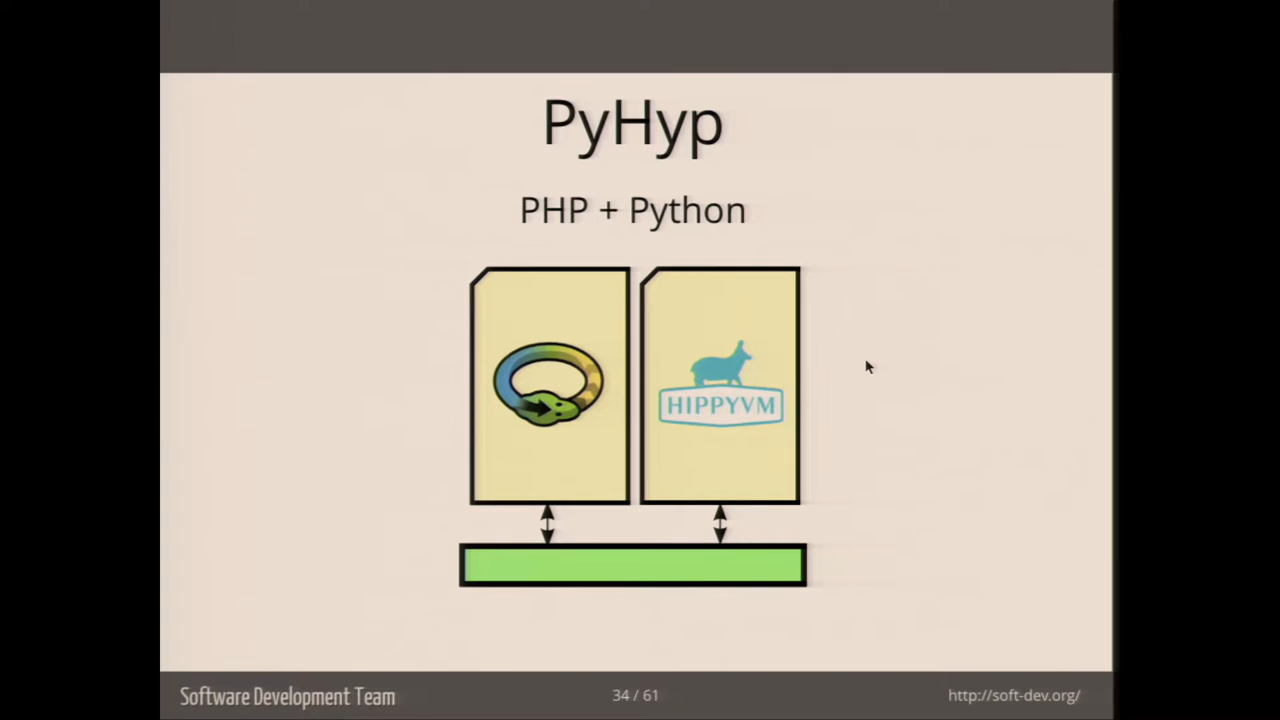 PyHyp
PHP + Python
HIPPYVM
Software Development Team
34 / 61
http://soft-dev.org/